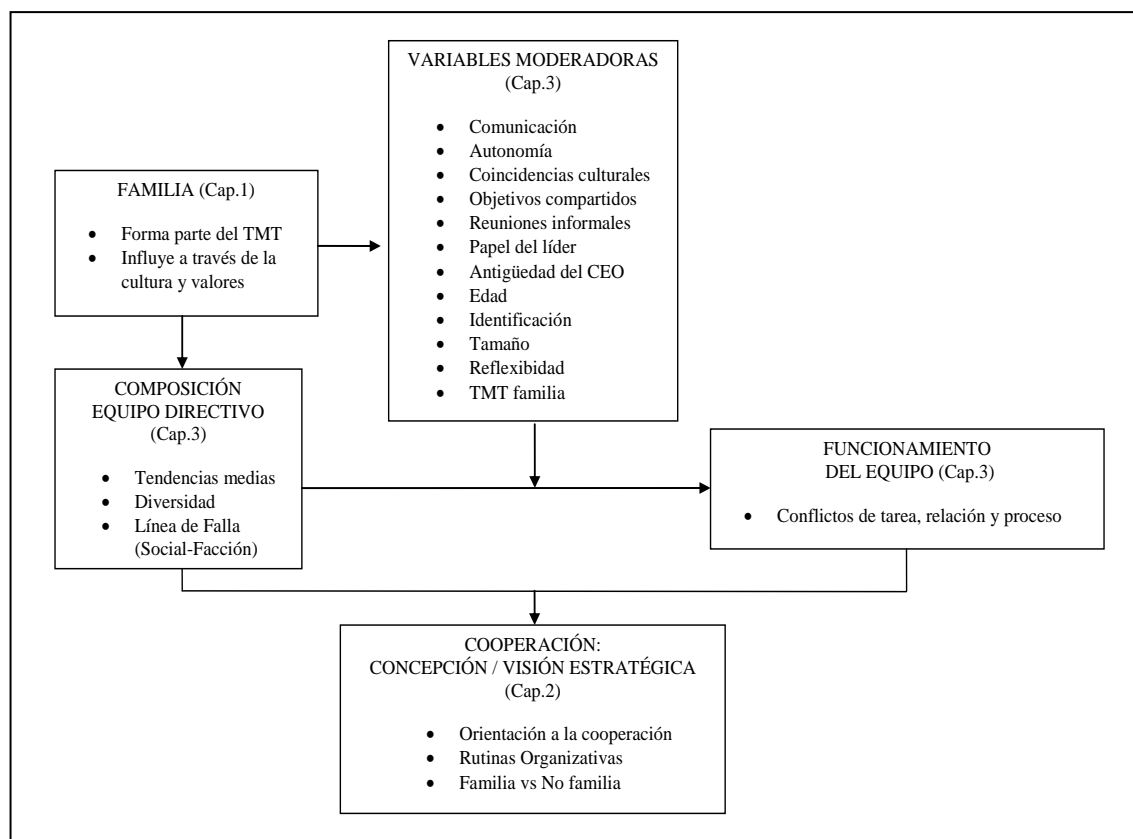 VARIABLES MODERADORAS
(Cap.3)
• Comunicación
• Autonomía
• Coincidencias culturales
• Objetivos compartidos
• Reuniones informales
• Papel del líder
• Antigüedad del CEO
• Edad
• Identificación
• Tamaño
• Reflexibidad
• TMT familia
FAMILIA (Cap.1)
• Forma parte del TMT
• Influye a través de la
cultura y valores
COMPOSICIÓN
EQUIPO DIRECTIVO
(Cap.3)
• Tendencias medias
• Diversidad
• Línea de Falla
(Social-Facción)
FUNCIONAMIENTO
DEL EQUIPO (Cap.3)
• Conflictos de tarea, relación y proceso
COOPERACIÓN:
CONCEPCIÓN / VISIÓN ESTRATÉGICA
(Cap.2)
• Orientación a la cooperación
• Rutinas Organizativas
• Familia vs No familia